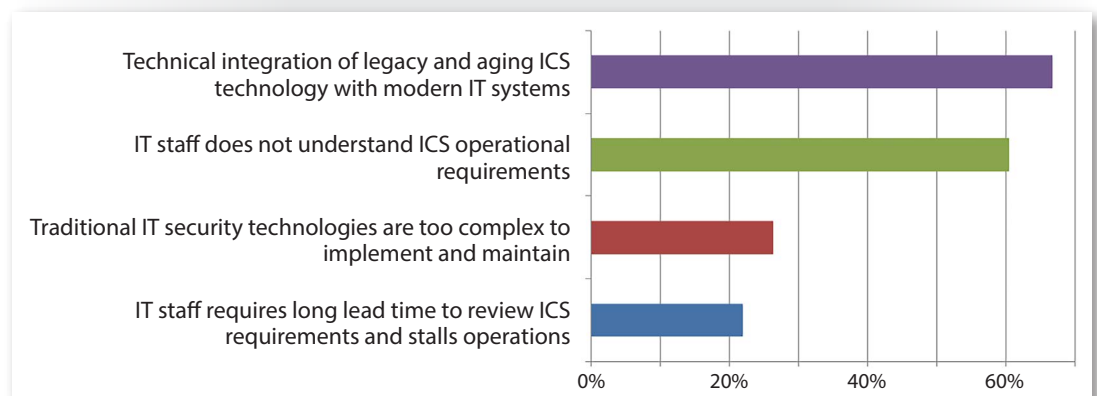 Technical integration of legacy and aging ICS
technology with modern IT systems
IT staff does not understand ICS operational
requirements
Traditional IT security technologies are too complex to
implement and maintain
IT staff requires long lead time to review ICS
requirements and stalls operations
0% 20% 40% 60%